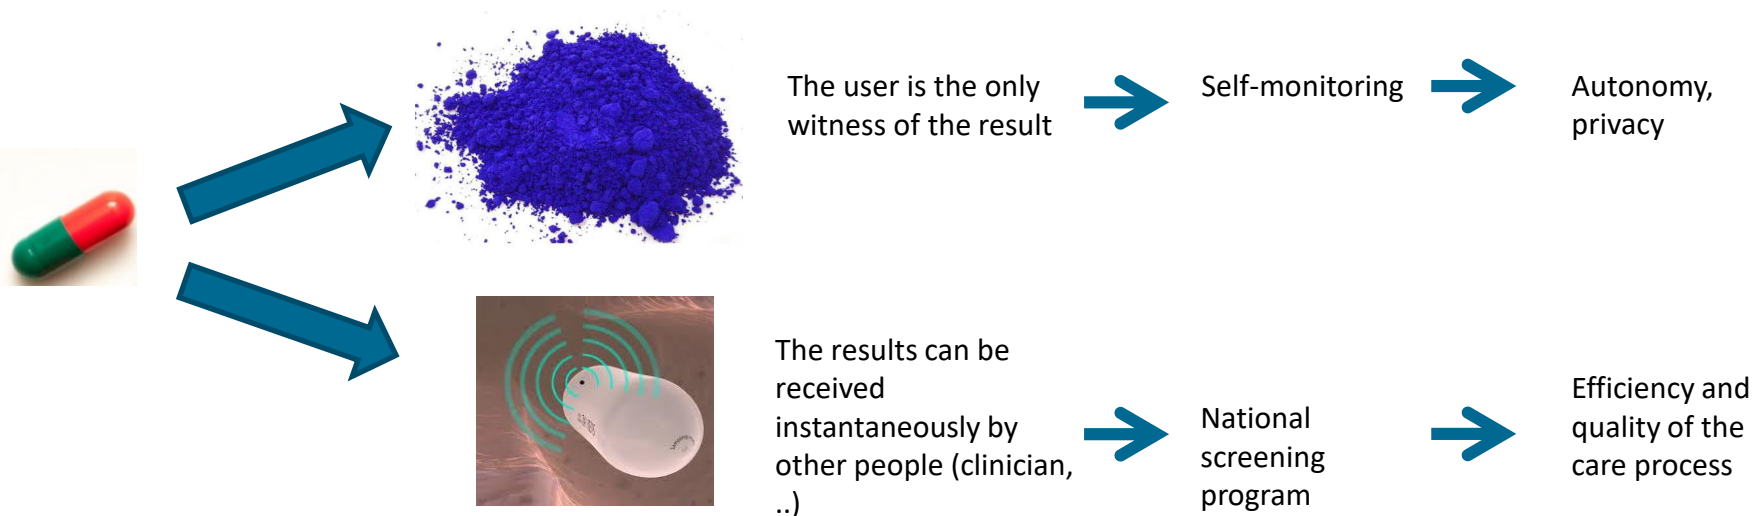 The user is the only
witness of the result
Self-monitoring
Autonomy,
privacy
The results can be
received
instantaneously by
other people (clinician,
..)
National
screening
program
Efficiency and
quality of the
care process